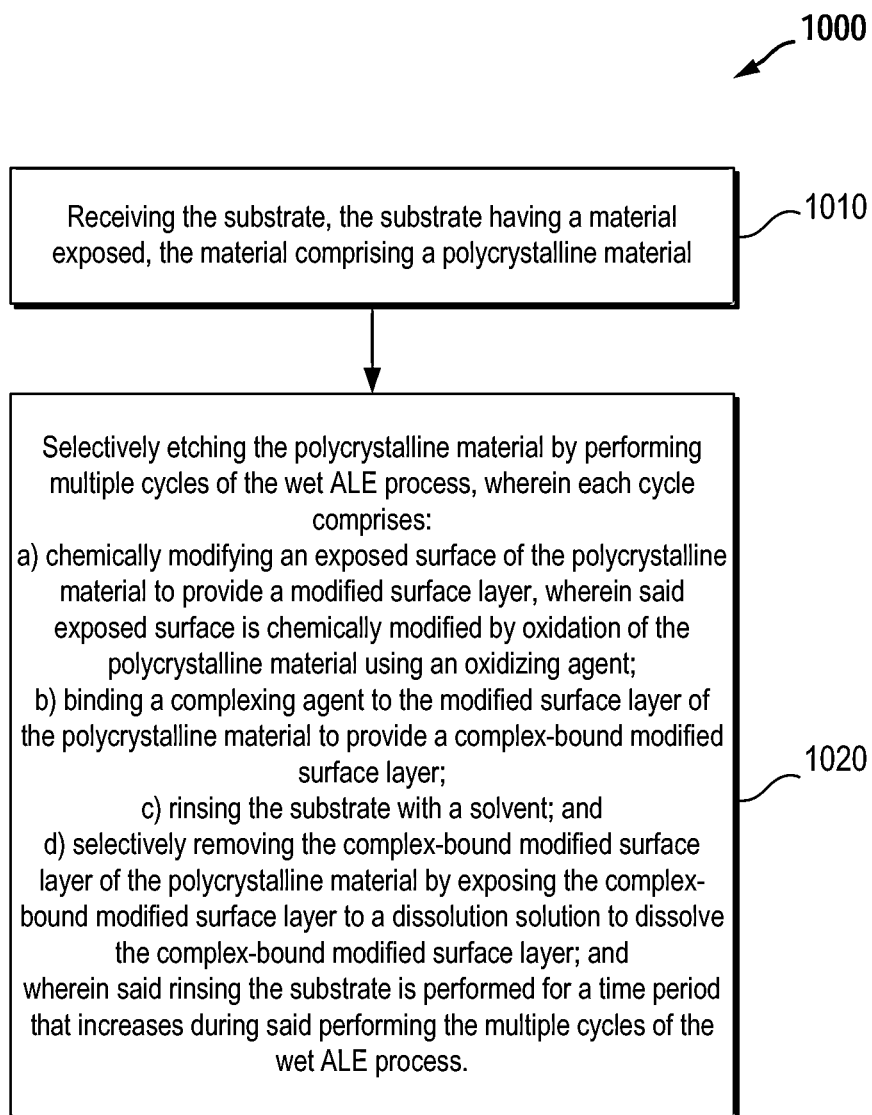 1000
Receiving the substrate, the substrate having a material
exposed, the material comprising a polycrystalline material
1010
Selectively etching the polycrystalline material by performing
multiple cycles of the wet ALE process, wherein each cycle
comprises:
a) chemically modifying an exposed surface of the polycrystalline
material to provide a modified surface layer, wherein said
exposed surface is chemically modified by oxidation of the
polycrystalline material using an oxidizing agent;
b) binding a complexing agent to the modified surface layer of
the polycrystalline material to provide a complex-bound modified
surface layer;
c) rinsing the substrate with a solvent; and
d) selectively removing the complex-bound modified surface
layer of the polycrystalline material by exposing the complex-
bound modified surface layer to a dissolution solution to dissolve
the complex-bound modified surface layer; and
wherein said rinsing the substrate is performed for a time period
that increases during said performing the multiple cycles of the
wet ALE process.
1020